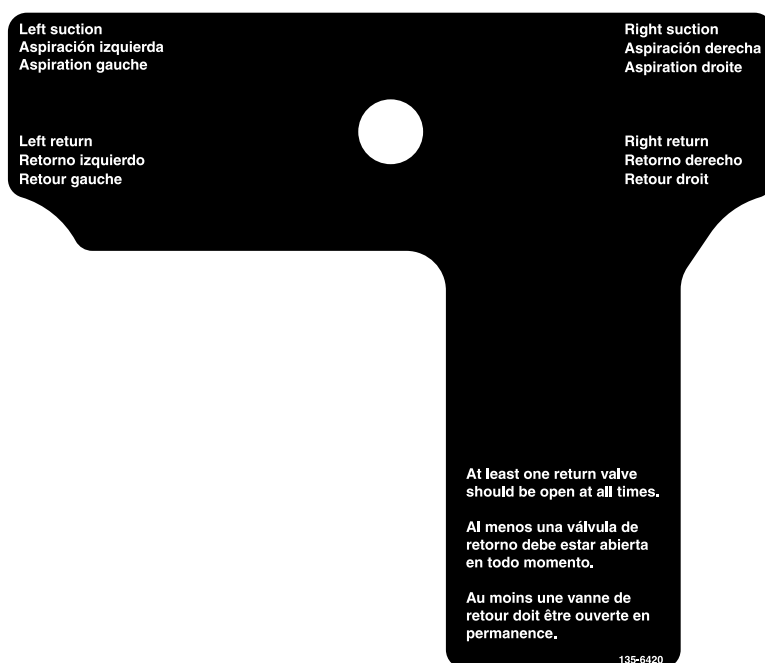 Left suction
Aspiración izquierda
Aspiration gauche
Right suction
Aspiración derecha
Aspiration droite
Left return
Retorno izquierdo
Retour gauche
Right return
Retorno derecho
Retour droit
At least one return valve
should be open at all times.
Al menos una válvula de
retorno debe estar abierta
en todo momento.
Au moins une vanne de
retour doit être ouverte en
permanence.
135-6420